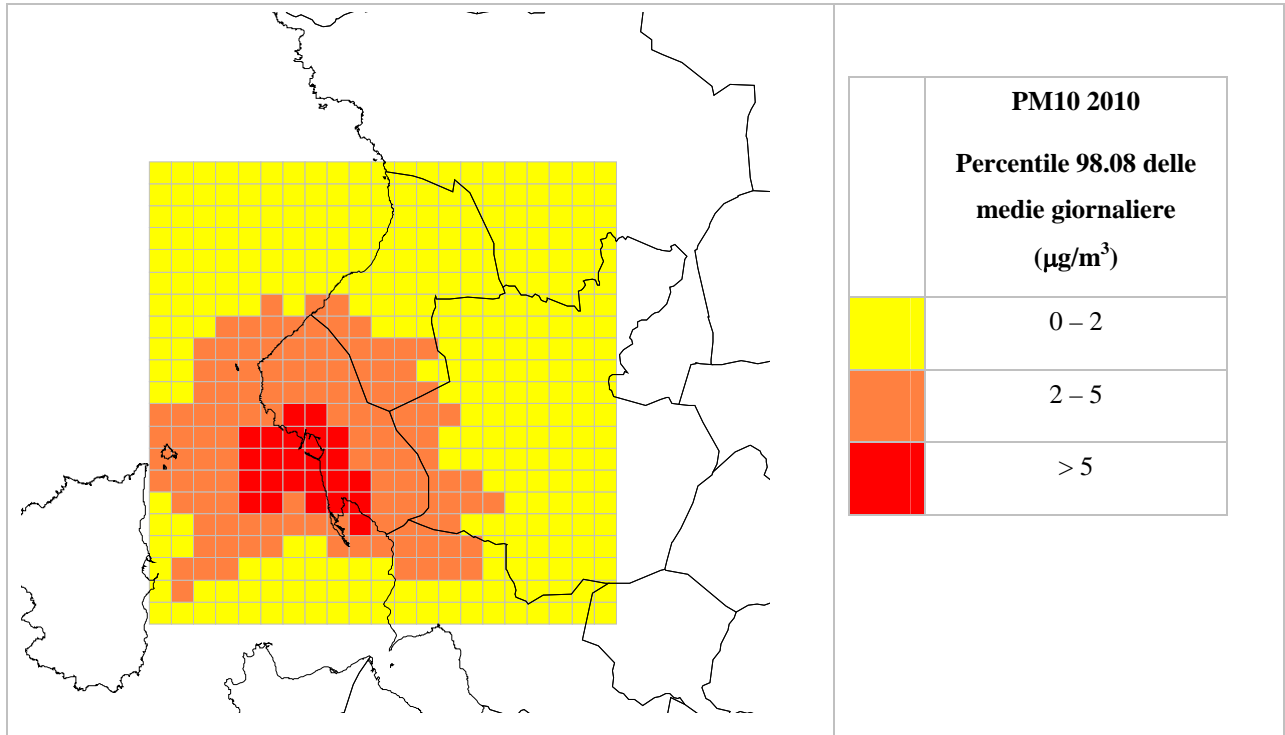 PM10 2010
Percentile 98.08 delle
medie giornaliere
(µg/m³)
0 – 2
2 – 5
> 5